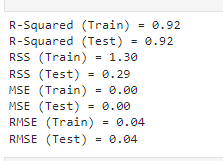 R-Squared (Train) = 0.92
R-Squared (Test) = 0.92
RSS (Train) = 1.30
RSS (Test) = 0.29
MSE (Train) = 0.00
MSE (Test) = 0.00
RMSE (Train) = 0.04
RMSE (Test) = 0.04